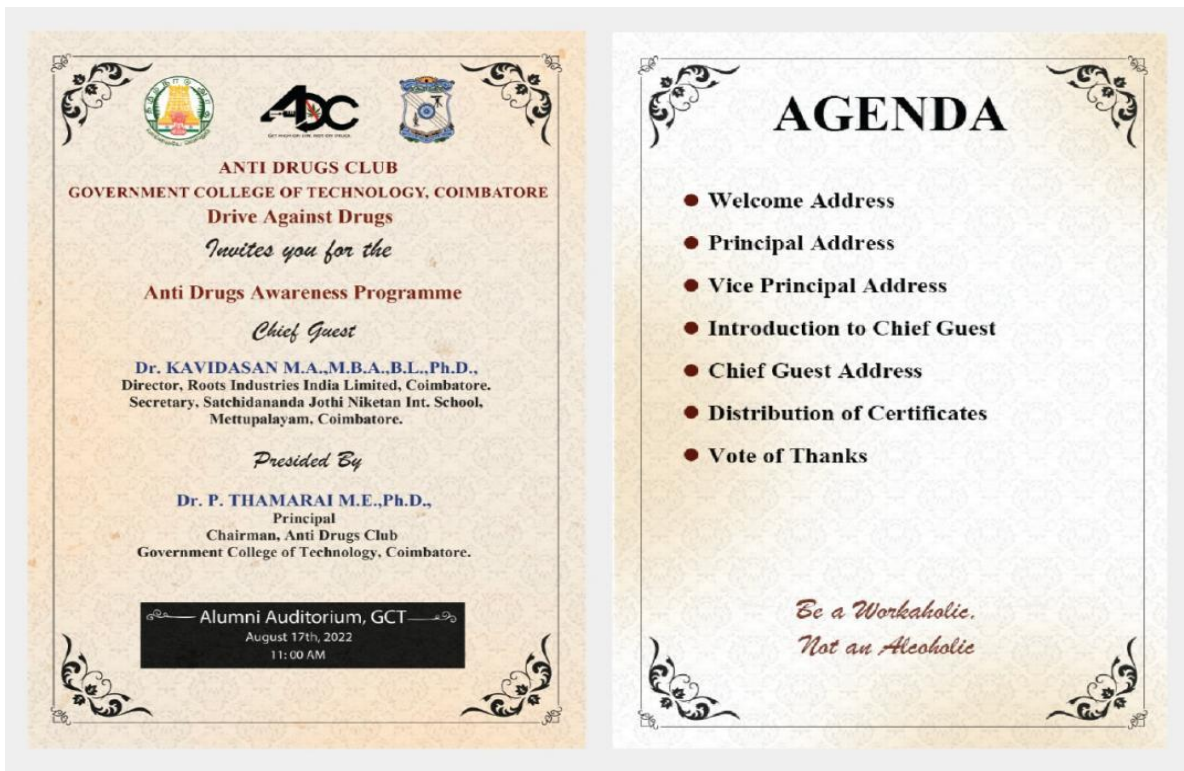 ADC
ANTI DRUGS CLUB
GOVERNMENT COLLEGE OF TECHNOLOGY, COIMBATORE
Drive Against Drugs
Invites you for the
Anti Drugs Awareness Programme
Chief Guest
Dr. KAVIDASAN M.A.,M.B.A.,B.L.,Ph.D.,
Director, Roots Industries India Limited, Coimbatore.
Secretary, Satchidananda Jothi Niketan Int. School,
Mettupalayam, Coimbatore.
Presided By
Dr. P. THAMARAI M.E.,Ph.D.,
Principal
Chairman, Anti Drugs Club
Government College of Technology, Coimbatore.
Alumni Auditorium, GCT
August 17th, 2022
11: 00 AM
AGENDA
Welcome Address
Principal Address
Vice Principal Address
Introduction to Chief Guest
Chief Guest Address
Distribution of Certificates
Vote of Thanks
Be a Workaholic.
Not an Alcoholic